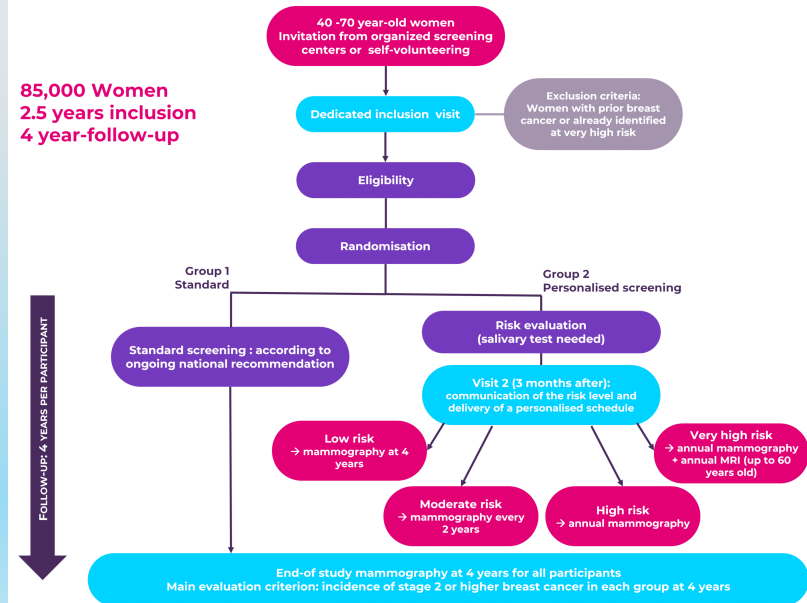 40 -70 year-old women
Invitation from organized screening
centers or self-volunteering
85,000 Women
2.5 years inclusion
4 year-follow-up
Dedicated inclusion visit
Exclusion criteria:
Women with prior breast
cancer or already identified
at very high risk
Eligibility
Randomisation
Group 1
Standard
Group 2
Personalised screening
Standard screening : according to
ongoing national recommendation
Risk evaluation
(salivary test needed)
Visit 2 (3 months after):
communication of the risk level and
delivery of a personalised schedule
Low risk
→ mammography at 4
years
Moderate risk
→ mammography every
2 years
High risk
→ annual mammography
Very high risk
→ annual mammography
+ annual MRI (up to 60
years old)
FOLLOW-UP: 4 YEARS PER PARTICIPANT
End-of study mammography at 4 years for all participants
Main evaluation criterion: incidence of stage 2 or higher breast cancer in each group at 4 years